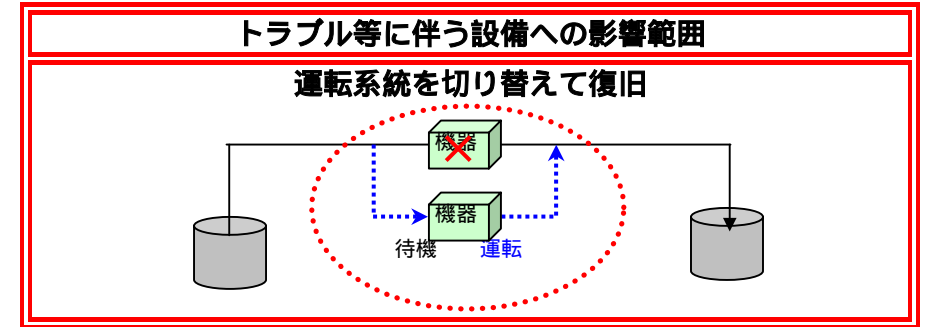 トラブル等に伴う設備への影響範囲
運転系統を切り替えて復旧
機器
機器
待機 運転